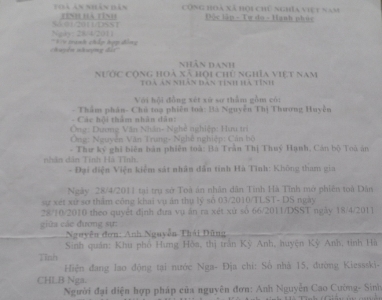 TOÀ ÁN NHÂN DÂN
TỈNH HÀ TĨNH
Số: 03/2011/DSST
Ngày: 28/4/2011
"V/v tranh chấp hợp đồng
chuyển nhượng đất"
CỘNG HOÀ XÃ HỘI CHỦ NGHĨA VIỆT NAM
Độc lập - Tự do - Hạnh phúc
NHÂN DANH
NƯỚC CỘNG HOÀ XÃ HỘI CHỦ NGHĨA VIỆT NAM
TOÀ ÁN NHÂN DÂN TỈNH HÀ TĨNH
Với hội đồng xét xử sơ thẩm gồm có:
- Thẩm phán- Chủ toạ phiên toà: Bà Nguyễn Thị Thương Huyền
- Các hội thẩm nhân dân:
Ông: Dương Văn Nhân- Nghề nghiệp: Hưu trí
Ông: Nguyễn Văn Trung- Nghề nghiệp: Cán bộ
- Thư ký ghi biên bản phiên toà: Bà Trần Thị Thuý Hạnh, Cán bộ Toà án
nhân dân Tỉnh Hà Tĩnh.
- Đại diện Viện kiểm sát nhân dân tỉnh Hà Tĩnh: Không tham gia
Ngày 28/4/2011 tại trụ sở Toà án nhân dân Tỉnh Hà Tĩnh mở phiên toà Dân
sự xét xử sơ thẩm công khai vụ án thụ lý số 03/2010/TLST- DS ngày
28/10/2010 theo quyết định đưa vụ án ra xét xử số 66/2011/DSST ngày 18/4/2011
giữa các đương sự:
Nguyên đơn: Anh Nguyễn Thái Dũng
Sinh quán: Khu phố Hưng Hòa, thị trấn Kỳ Anh, huyện Kỳ Anh, tỉnh Hà
Tĩnh
Hiện đang lao động tại nước Nga- Địa chỉ: Số nhà 15, đường
CHLB Nga.
Người đại diện hợp pháp của nguyên đơn: Anh Nguyễn Cao Cường- Sinh